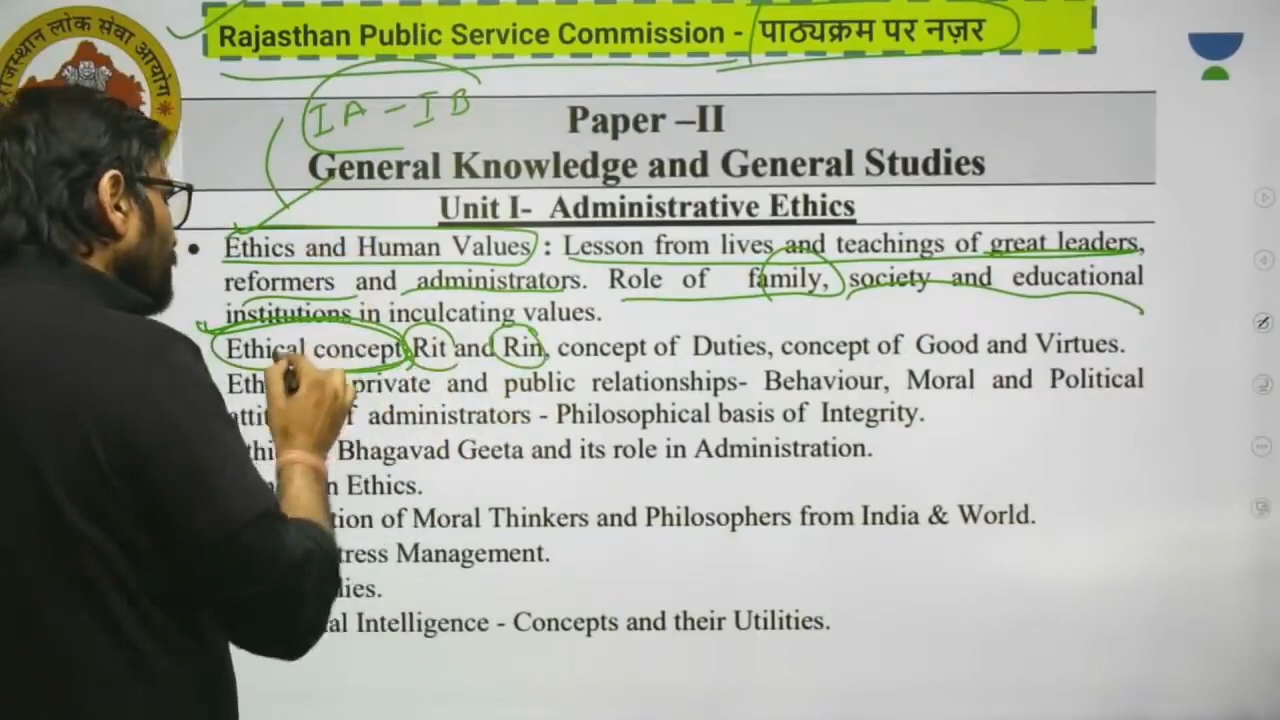 राजस्थान लोक सेवा आयोग
Rajasthan Public Service Commission - पाठ्यक्रम पर नज़र
IA - IB
Paper –II
General Knowledge and General Studies
Unit I- Administrative Ethics
• Ethics and Human Values : Lesson from lives and teachings of great leaders,
reformers and administrators. Role of family, society and educational
institutions in inculcating values.
Ethical concept Rit and Rin, concept of Duties, concept of Good and Virtues.
private and public relationships- Behaviour, Moral and Political
administrators - Philosophical basis of Integrity.
Bhagavad Geeta and its role in Administration.
Ethics.
of Moral Thinkers and Philosophers from India & World.
Management.
Intelligence - Concepts and their Utilities.